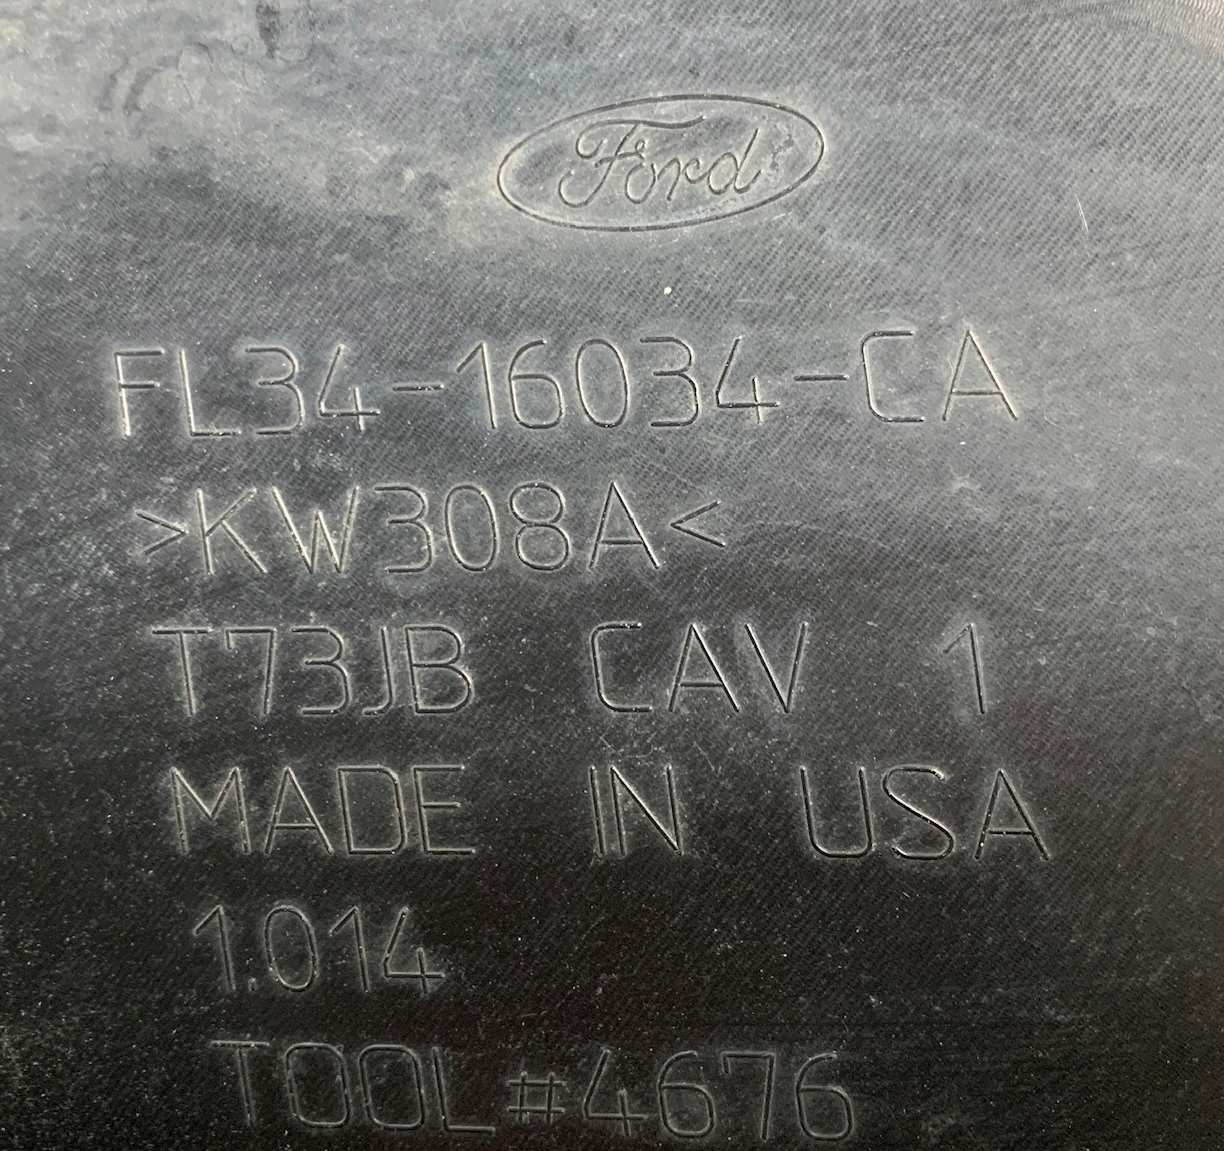 Ford
FL34-16034-CA
>KW308A<
T73JB CAV 1
MADE IN USA
1.014
TOOL #4676